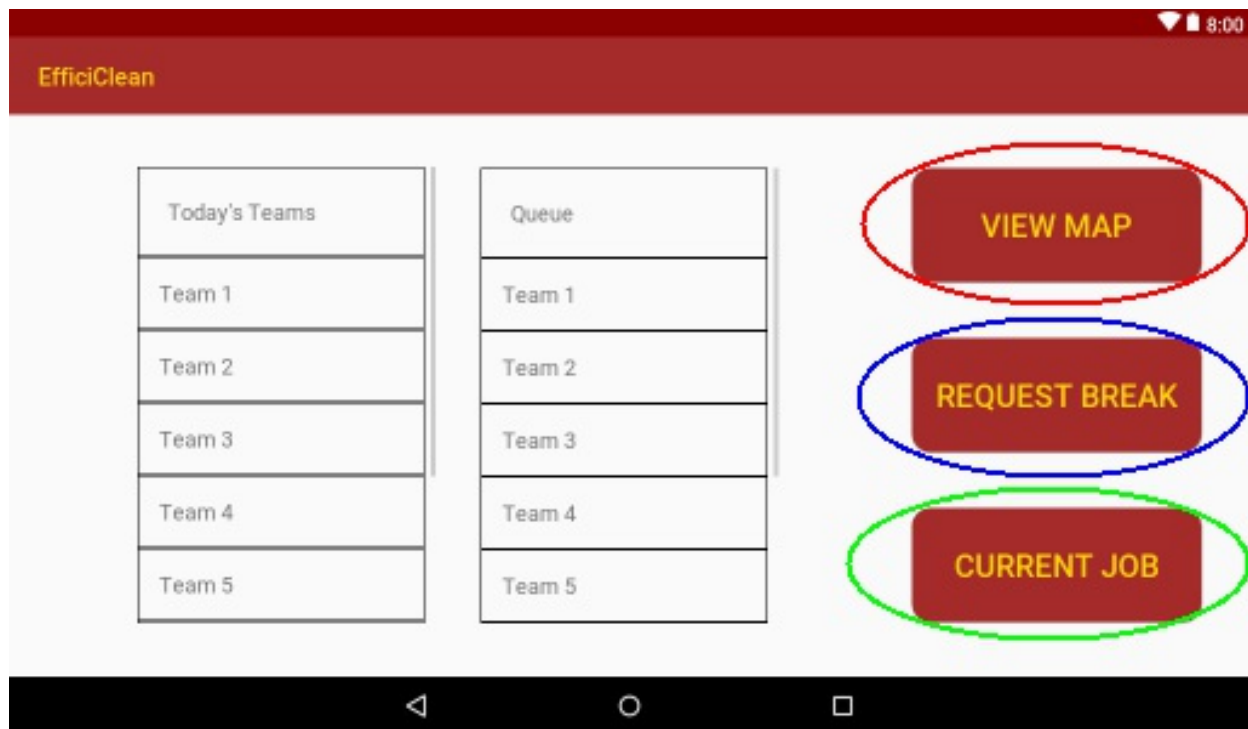 8:00
EfficiClean
Today's Teams
Team 1
Team 2
Team 3
Team 4
Team 5
Queue
Team 1
Team 2
Team 3
Team 4
Team 5
VIEW MAP
REQUEST BREAK
CURRENT JOB